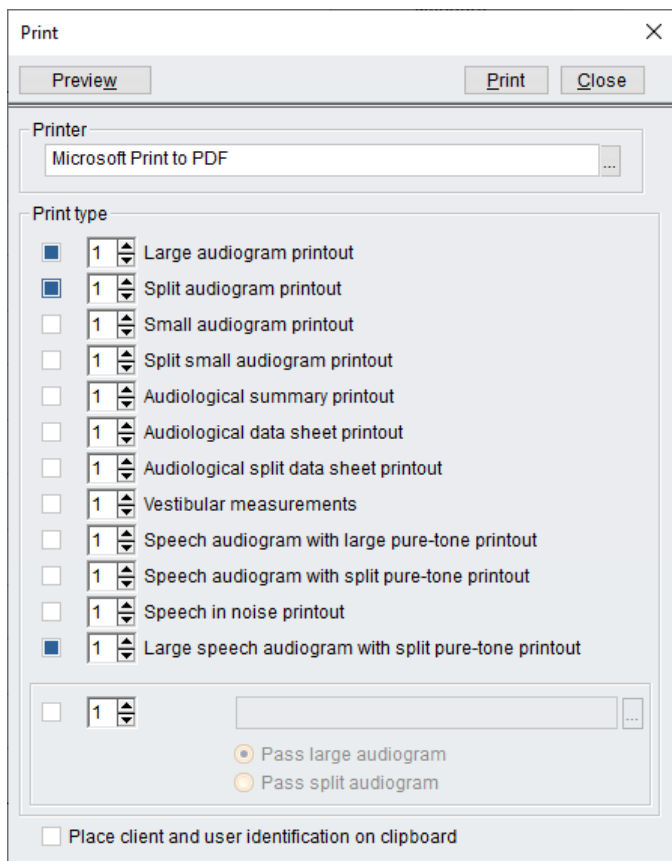 Print
Preview Print Close
Printer
Microsoft Print to PDF ...
Print type
1 Large audiogram printout
1 Split audiogram printout
1 Small audiogram printout
1 Split small audiogram printout
1 Audiological summary printout
1 Audiological data sheet printout
1 Audiological split data sheet printout
1 Vestibular measurements
1 Speech audiogram with large pure-tone printout
1 Speech audiogram with split pure-tone printout
1 Speech in noise printout
1 Large speech audiogram with split pure-tone printout
1 ...
Pass large audiogram
Pass split audiogram
Place client and user identification on clipboard